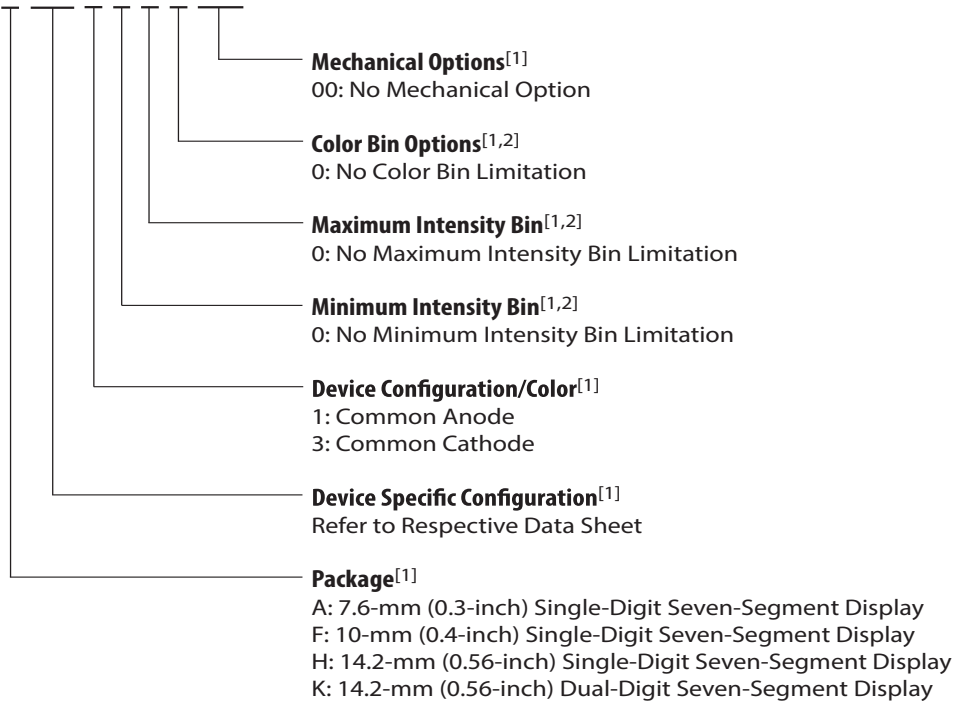 Mechanical Options[1]
00: No Mechanical Option
Color Bin Options[1,2]
0: No Color Bin Limitation
Maximum Intensity Bin[1,2]
0: No Maximum Intensity Bin Limitation
Minimum Intensity Bin[1,2]
0: No Minimum Intensity Bin Limitation
Device Configuration/Color[1]
1: Common Anode
3: Common Cathode
Device Specific Configuration[1]
Refer to Respective Data Sheet
Package[1]
A: 7.6-mm (0.3-inch) Single-Digit Seven-Segment Display
F: 10-mm (0.4-inch) Single-Digit Seven-Segment Display
H: 14.2-mm (0.56-inch) Single-Digit Seven-Segment Display
K: 14.2-mm (0.56-inch) Dual-Digit Seven-Segment Display